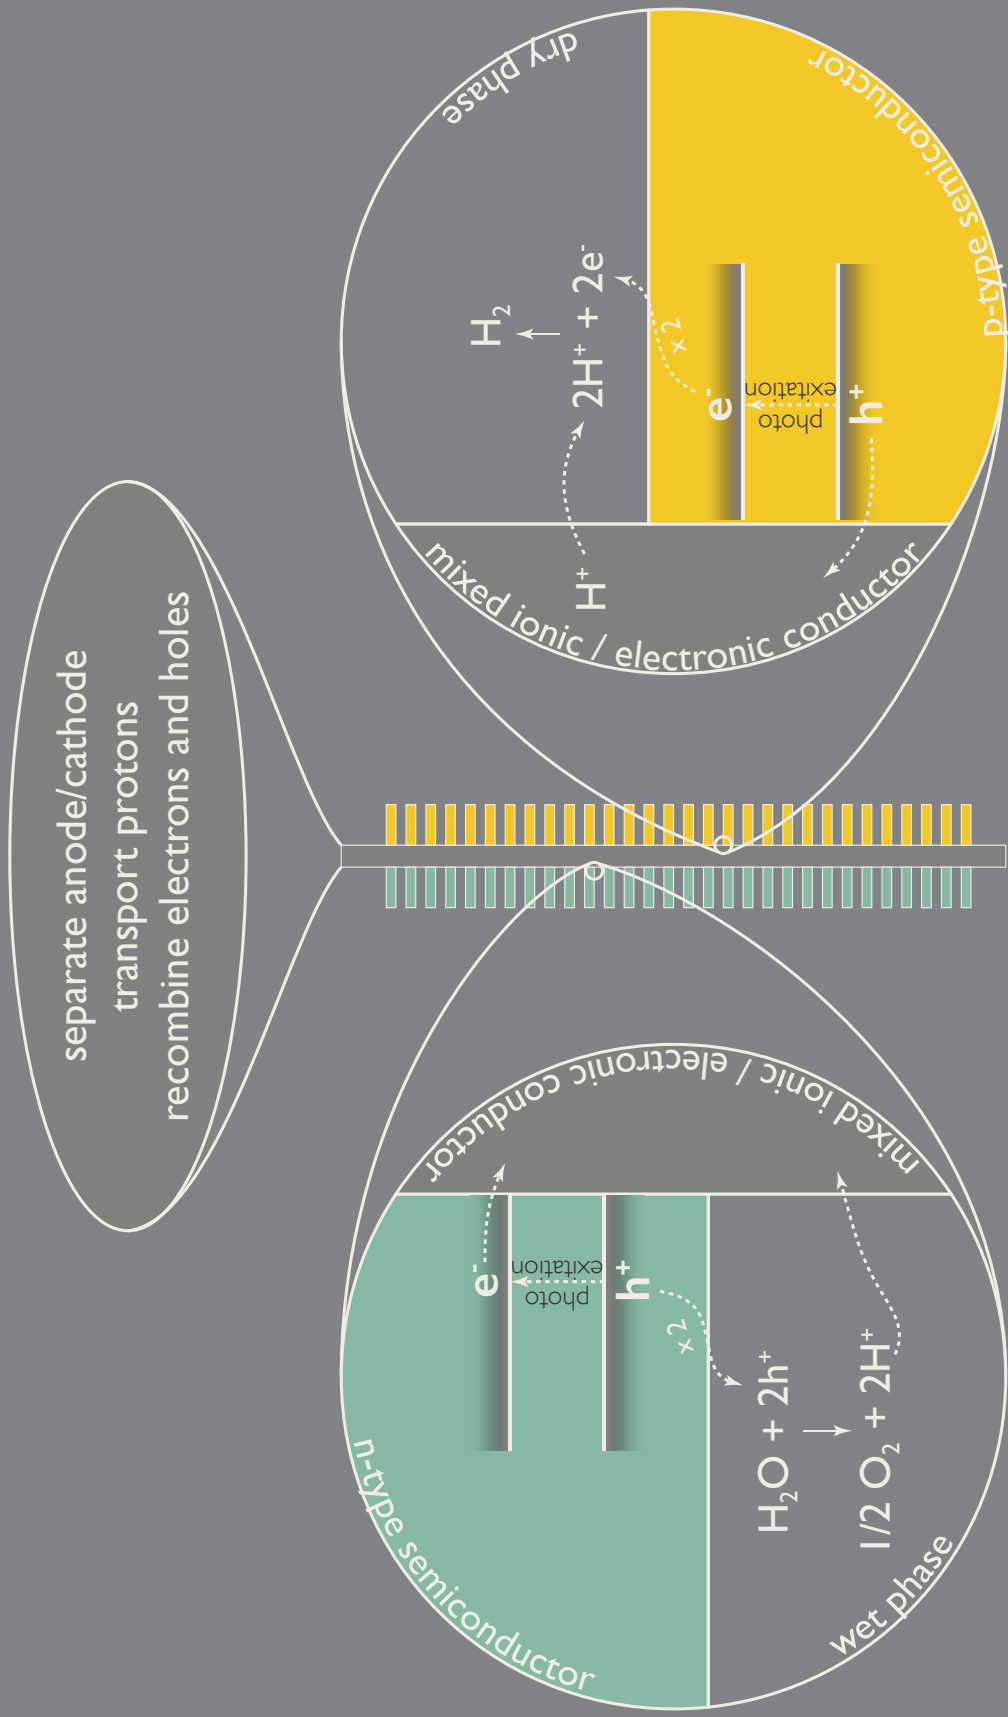 separate anode/cathode
transport protons
recombine electrons and holes
n-type semiconductor
mixed ionic / electronic conductor
e⁻
photo
exitation
h⁺
x 2
H₂O + 2h⁺
1/2 O₂ + 2H⁺
wet phase
dry phase
p-type semiconductor
mixed ionic / electronic conductor
H₂
2H⁺ + 2e⁻
H⁺
x 2
e⁻
photo
exitation
h⁺